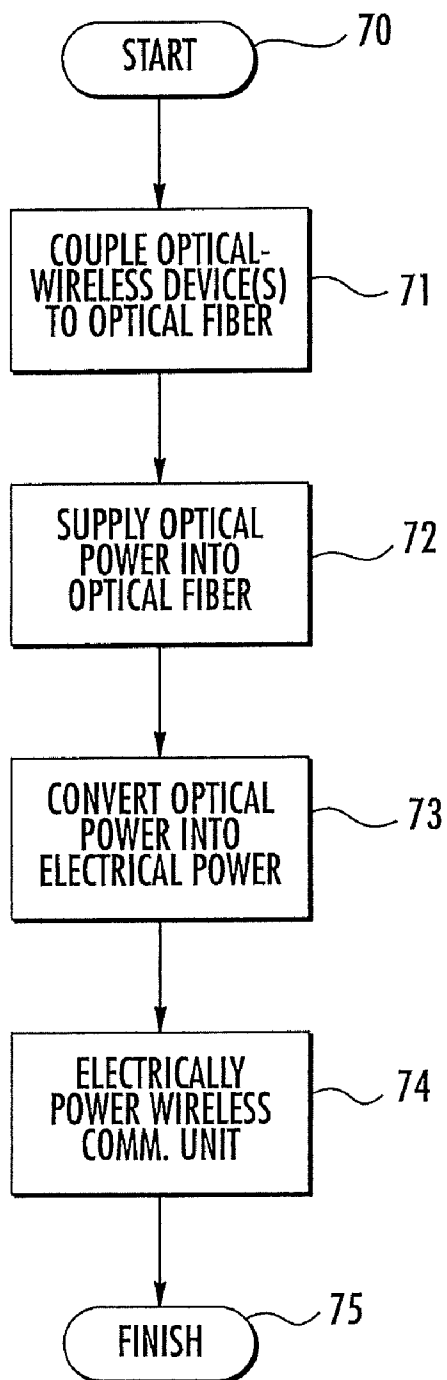 START
70
COUPLE OPTICAL-
WIRELESS DEVICE(S)
TO OPTICAL FIBER
71
SUPPLY OPTICAL
POWER INTO
OPTICAL FIBER
72
CONVERT OPTICAL
POWER INTO
ELECTRICAL POWER
73
ELECTRICALLY
POWER WIRELESS
COMM. UNIT
74
FINISH
75